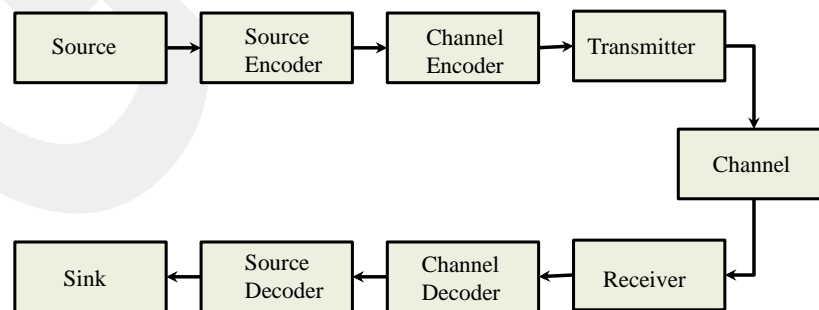 Source
Source
Encoder
Channel
Encoder
Transmitter
Channel
Sink
Source
Decoder
Channel
Decoder
Receiver